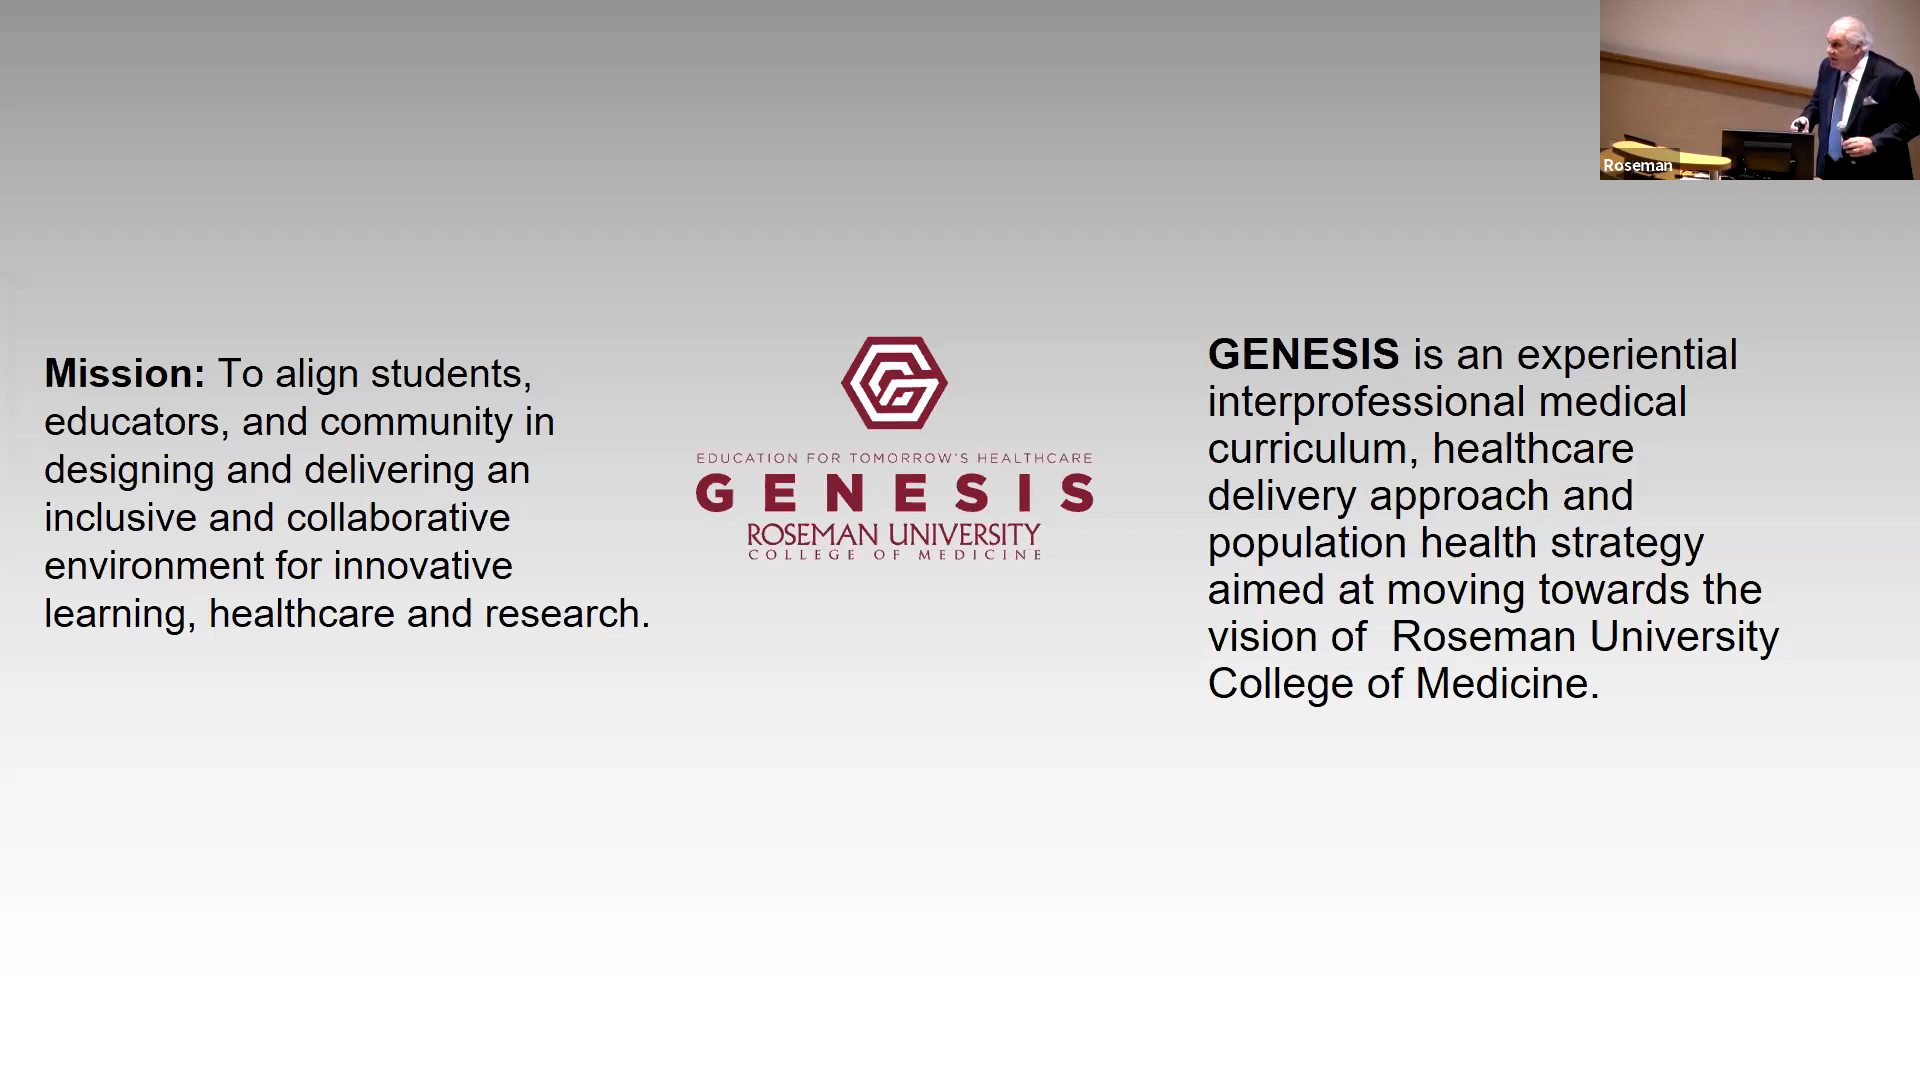 Roseman
Mission: To align students,
educators, and community in
designing and delivering an
inclusive and collaborative
environment for innovative
learning, healthcare and research.
EDUCATION FOR TOMORROW'S HEALTHCARE
GENESIS
ROSEMAN UNIVERSITY
COLLEGE OF MEDICINE
GENESIS is an experiential
interprofessional medical
curriculum, healthcare
delivery approach and
population health strategy
aimed at moving towards the
vision of  Roseman University
College of Medicine.